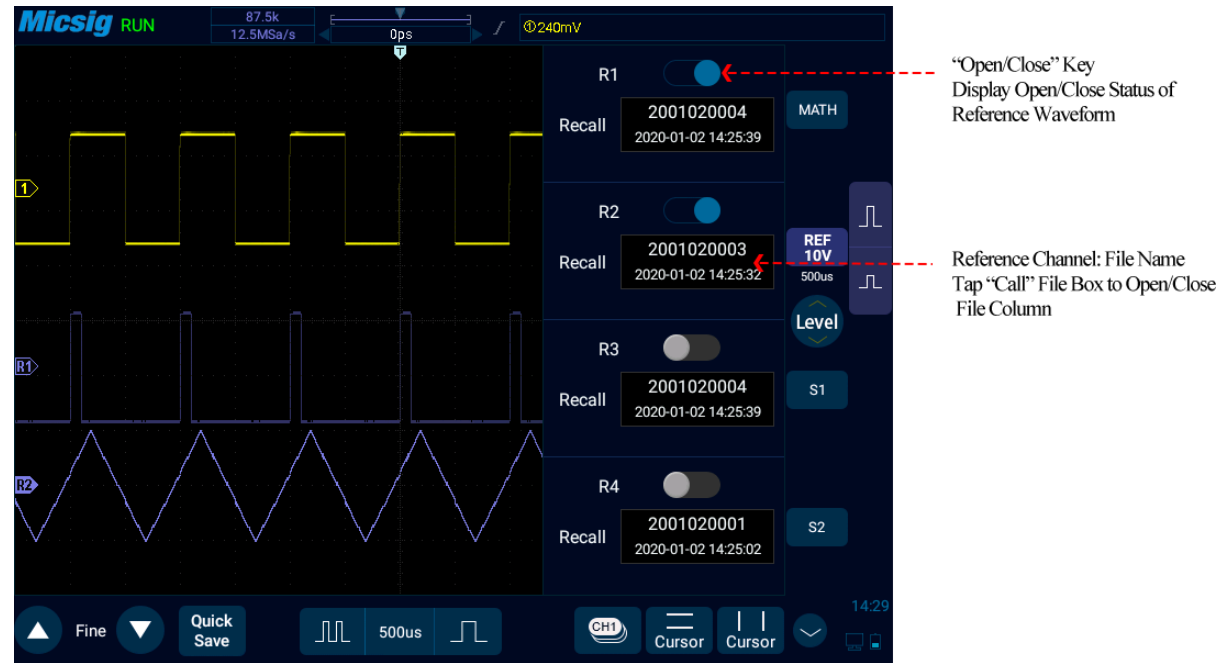 Micsig RUN
87.5k
12.5MSa/s
0ps
①240mV
T
R1
Recall
2001020004
2020-01-02 14:25:39
MATH
"Open/Close" Key
Display Open/Close Status of
Reference Waveform
1
R2
Recall
2001020003
2020-01-02 14:25:32
REF
10V
500us
Reference Channel: File Name
Tap "Call" File Box to Open/Close
File Column
Level
R1
R3
Recall
2001020004
2020-01-02 14:25:39
S1
R2
R4
Recall
2001020001
2020-01-02 14:25:02
S2
Fine
Quick
Save
500us
CH1
Cursor
Cursor
14:29